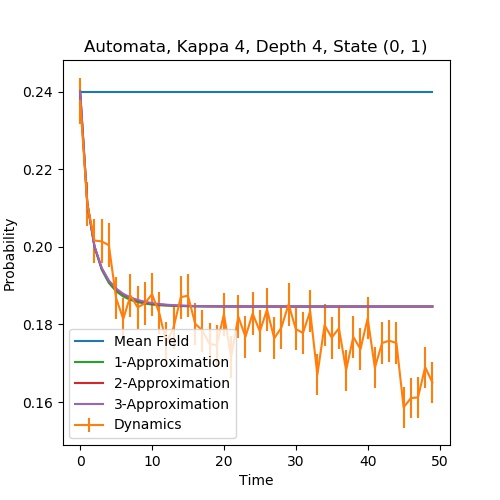 Automata, Kappa 4, Depth 4, State (0, 1)
Probability
0.24
0.22
0.20
0.18
0.16
Mean Field
1-Approximation
2-Approximation
3-Approximation
Dynamics
0 10 20 30 40 50
Time